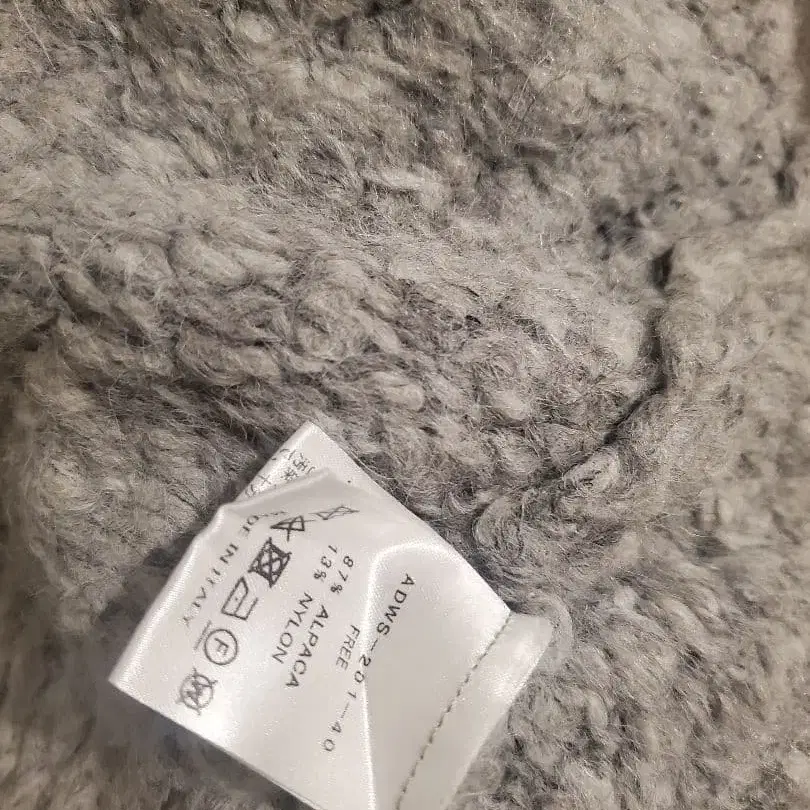 ADWS-201-40
FREE
87% ALPACA
13% NYLON
MADE IN ITALY